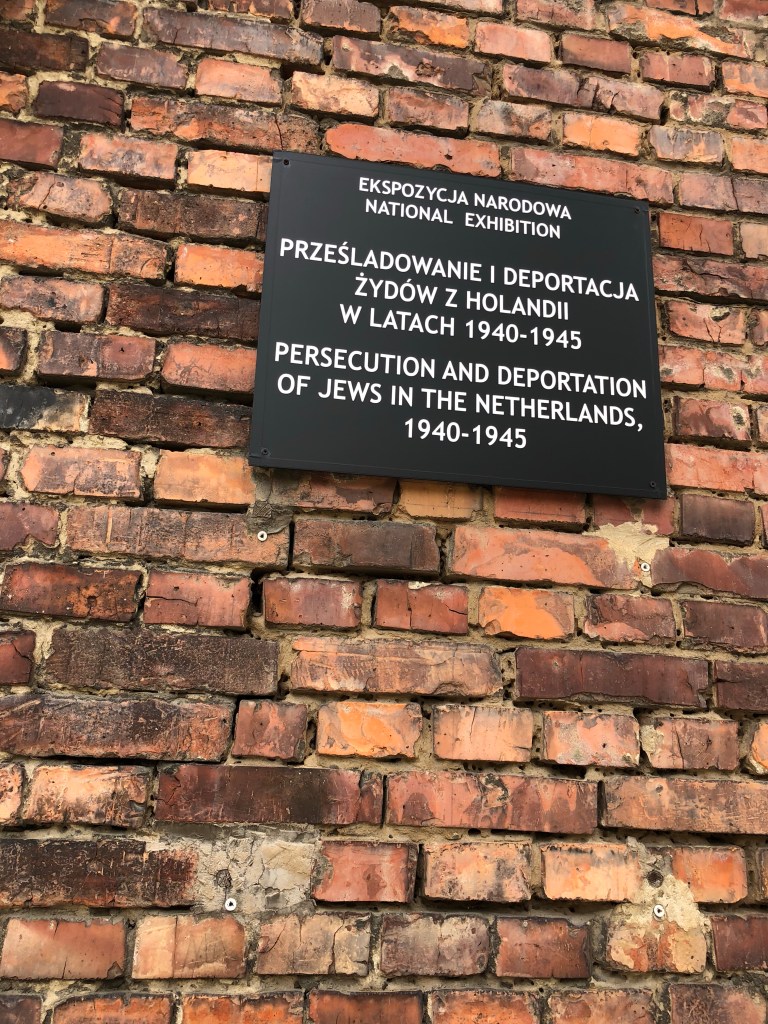 EKSPOZYCJA NARODOWA
NATIONAL EXHIBITION
PRZEŚLADOWANIE I DEPORTACJA
ŻYDÓW Z HOLANDII
W LATACH 1940-1945
PERSECUTION AND DEPORTATION
OF JEWS IN THE NETHERLANDS,
1940-1945